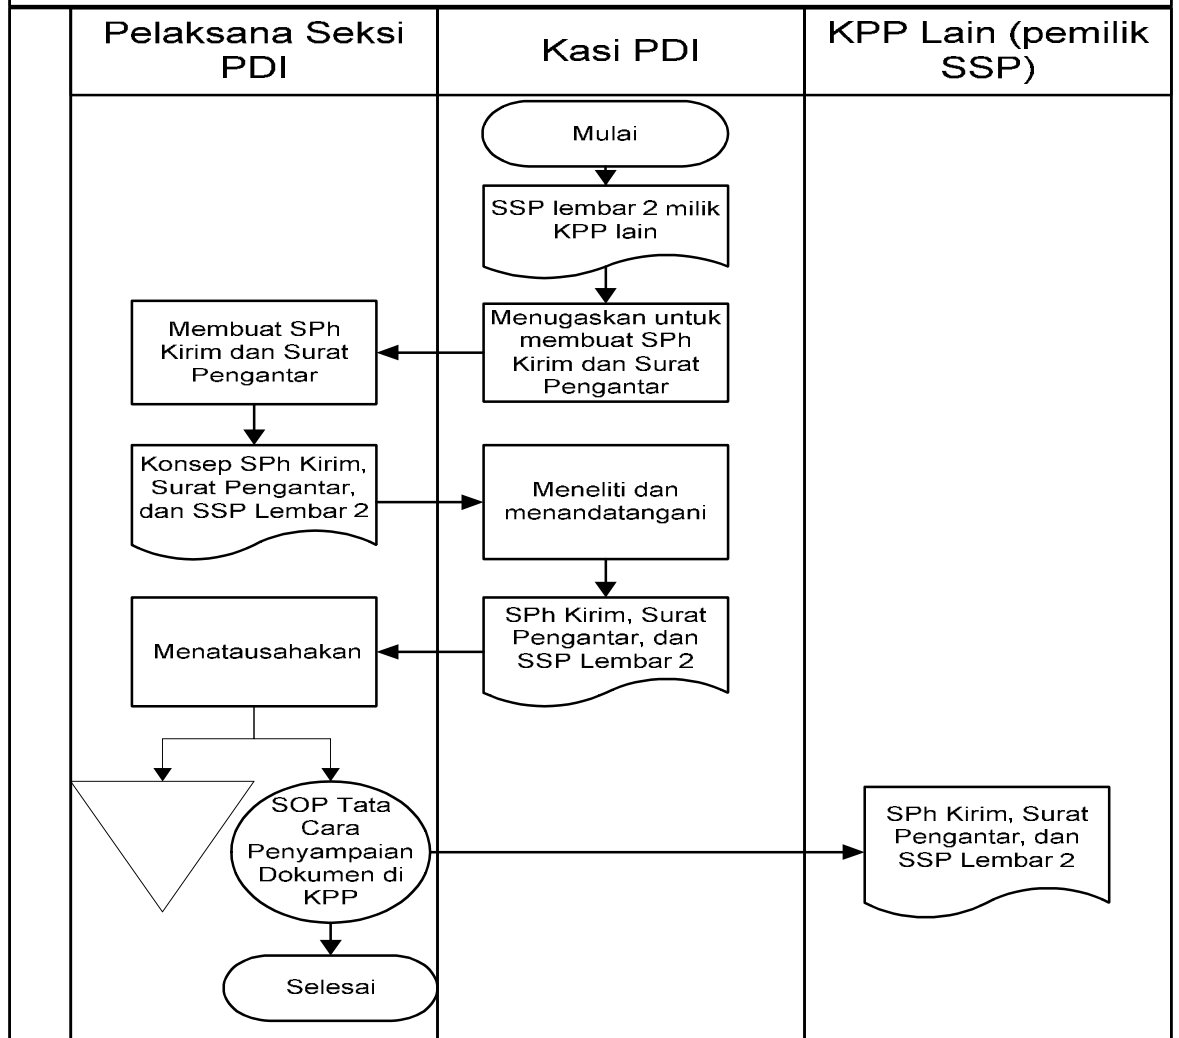 Pelaksana Seksi
PDI
Kasi PDI
KPP Lain (pemilik
SSP)
Mulai
SSP lembar 2 milik
KPP lain
Menugaskan untuk
membuat SPh
Kirim dan Surat
Pengantar
Membuat SPh
Kirim dan Surat
Pengantar
Konsep SPh Kirim,
Surat Pengantar,
dan SSP Lembar 2
Meneliti dan
menandatangani
SPh Kirim, Surat
Pengantar, dan
SSP Lembar 2
Menatausahakan
SOP Tata
Cara
Penyampaian
Dokumen di
KPP
SPh Kirim, Surat
Pengantar, dan
SSP Lembar 2
Selesai